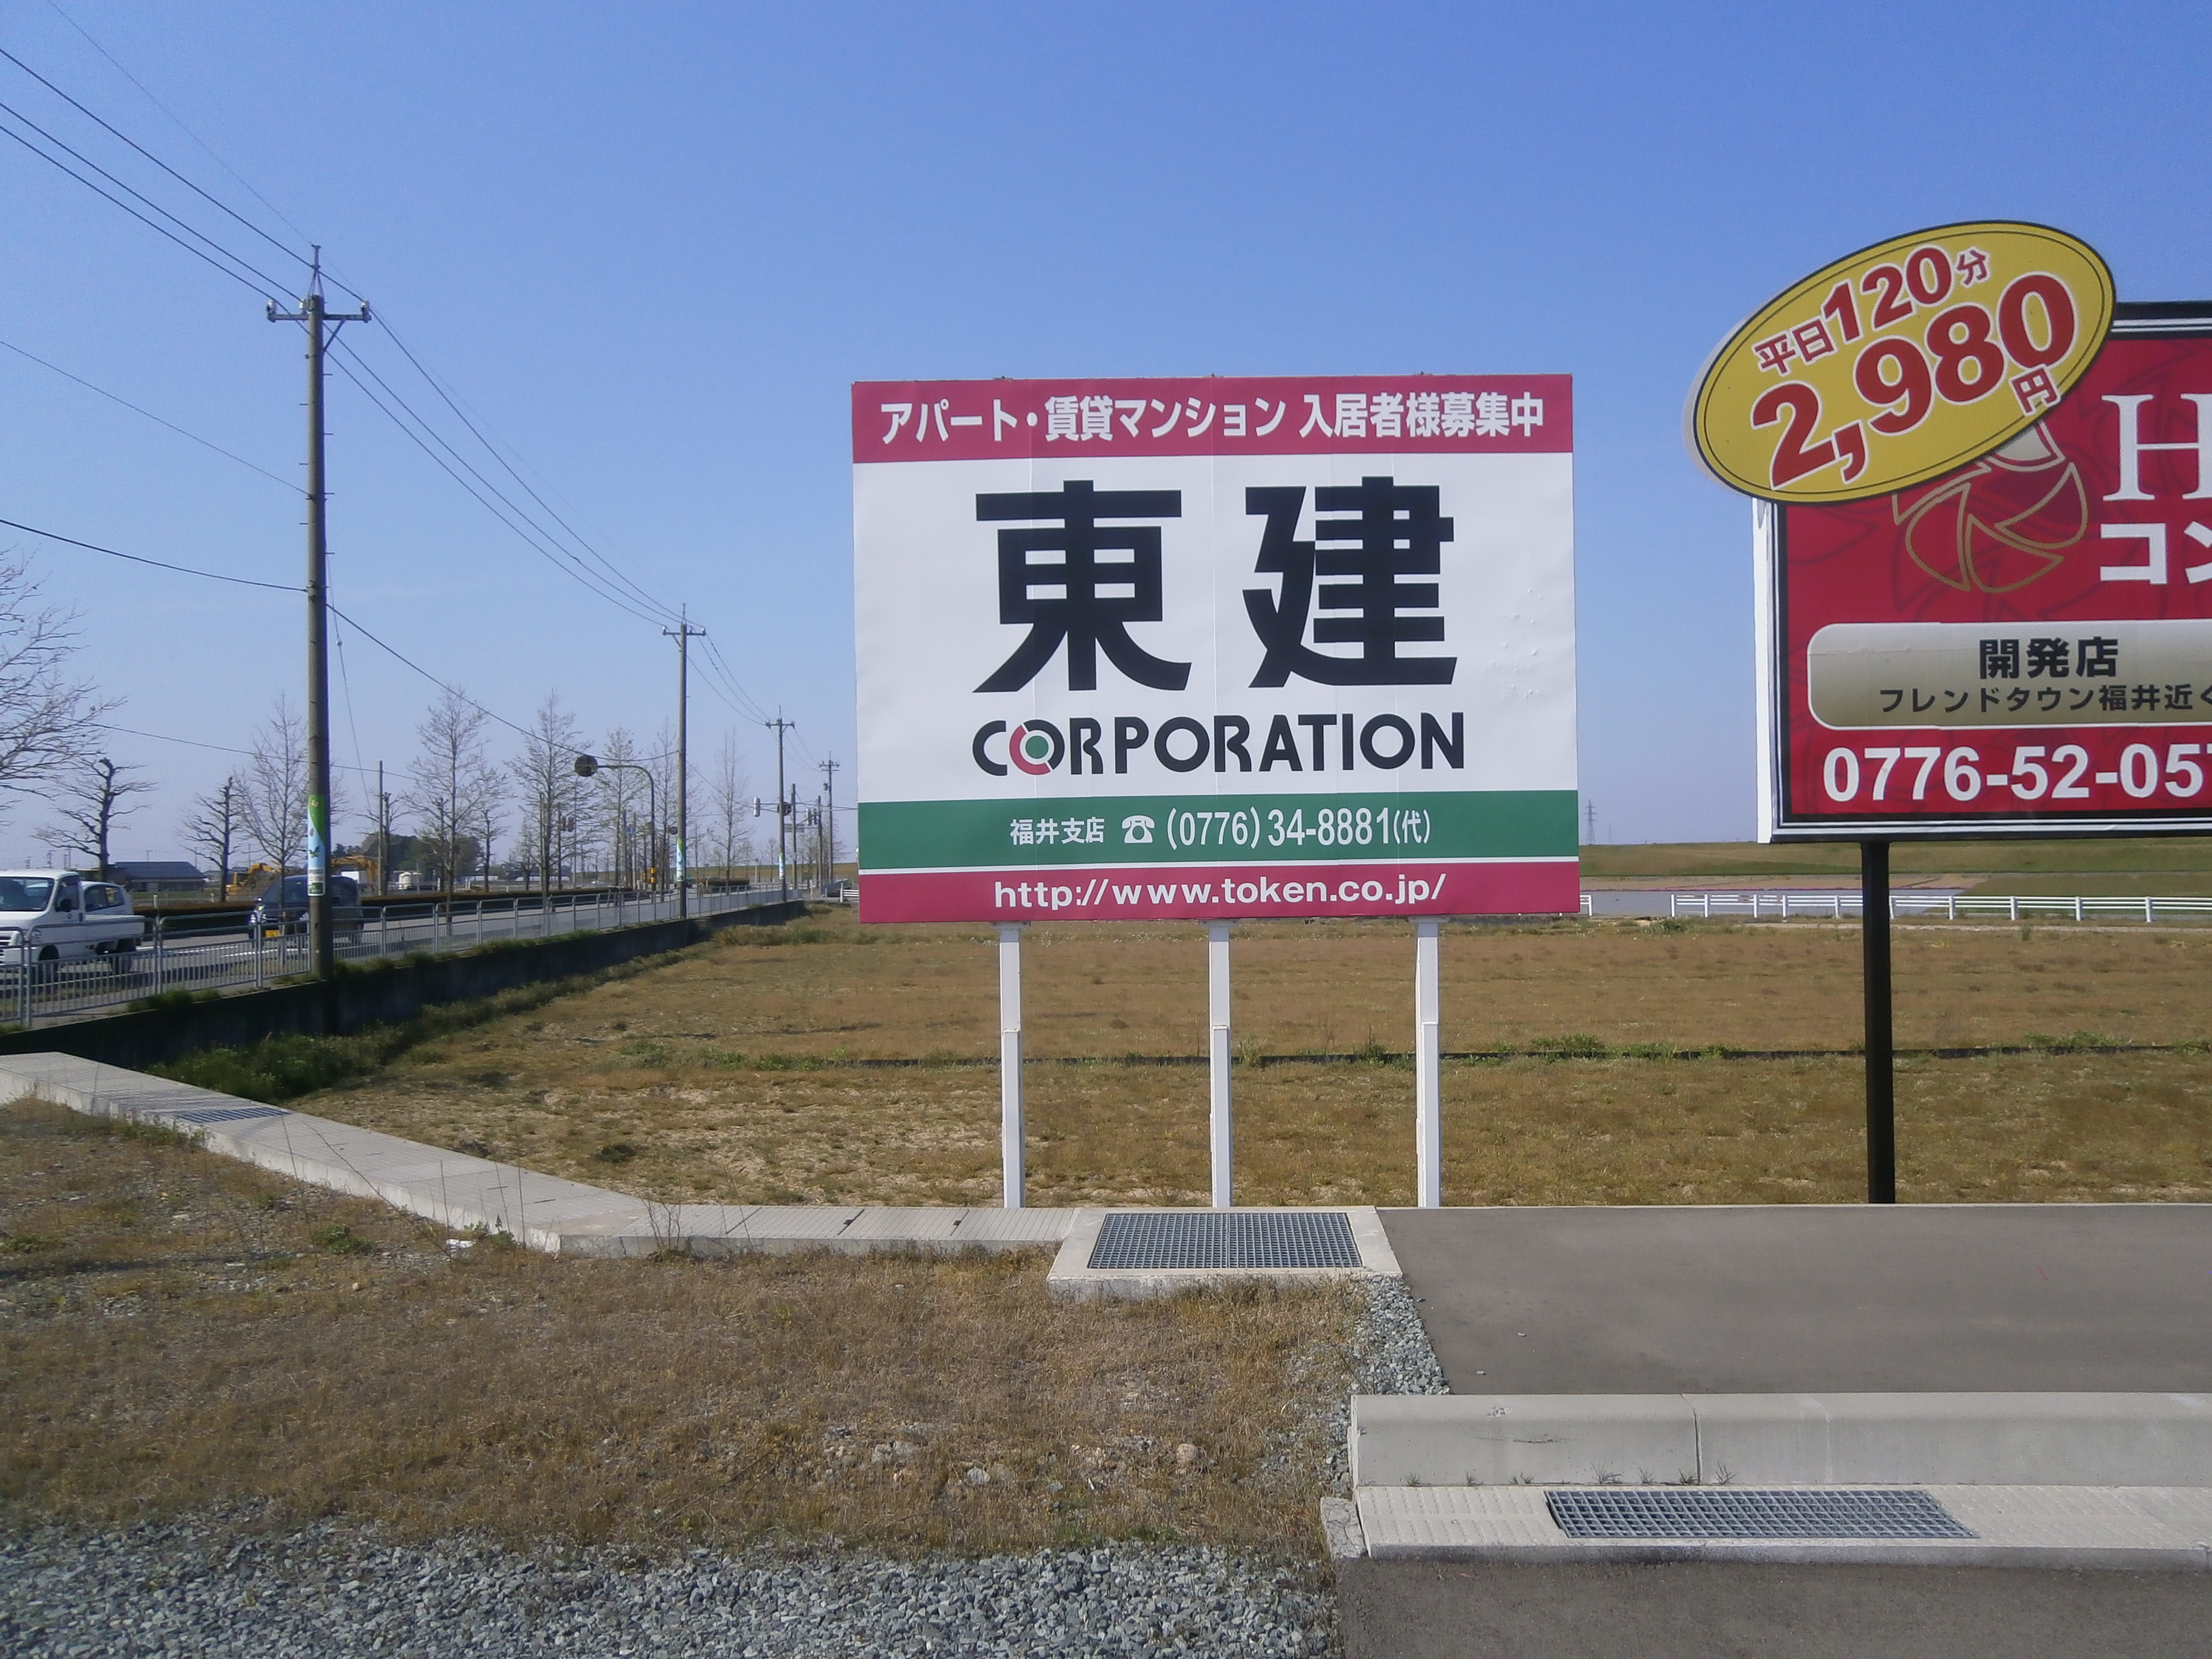 アパート・賃貸マンション 入居者様募集中
東建
CORPORATION
福井支店 ☎ (0776) 34-8881(代)
http://www.token.co.jp/
平日120分
2,980円
H
コン
開発店
フレンドタウン福井近く
0776-52-05